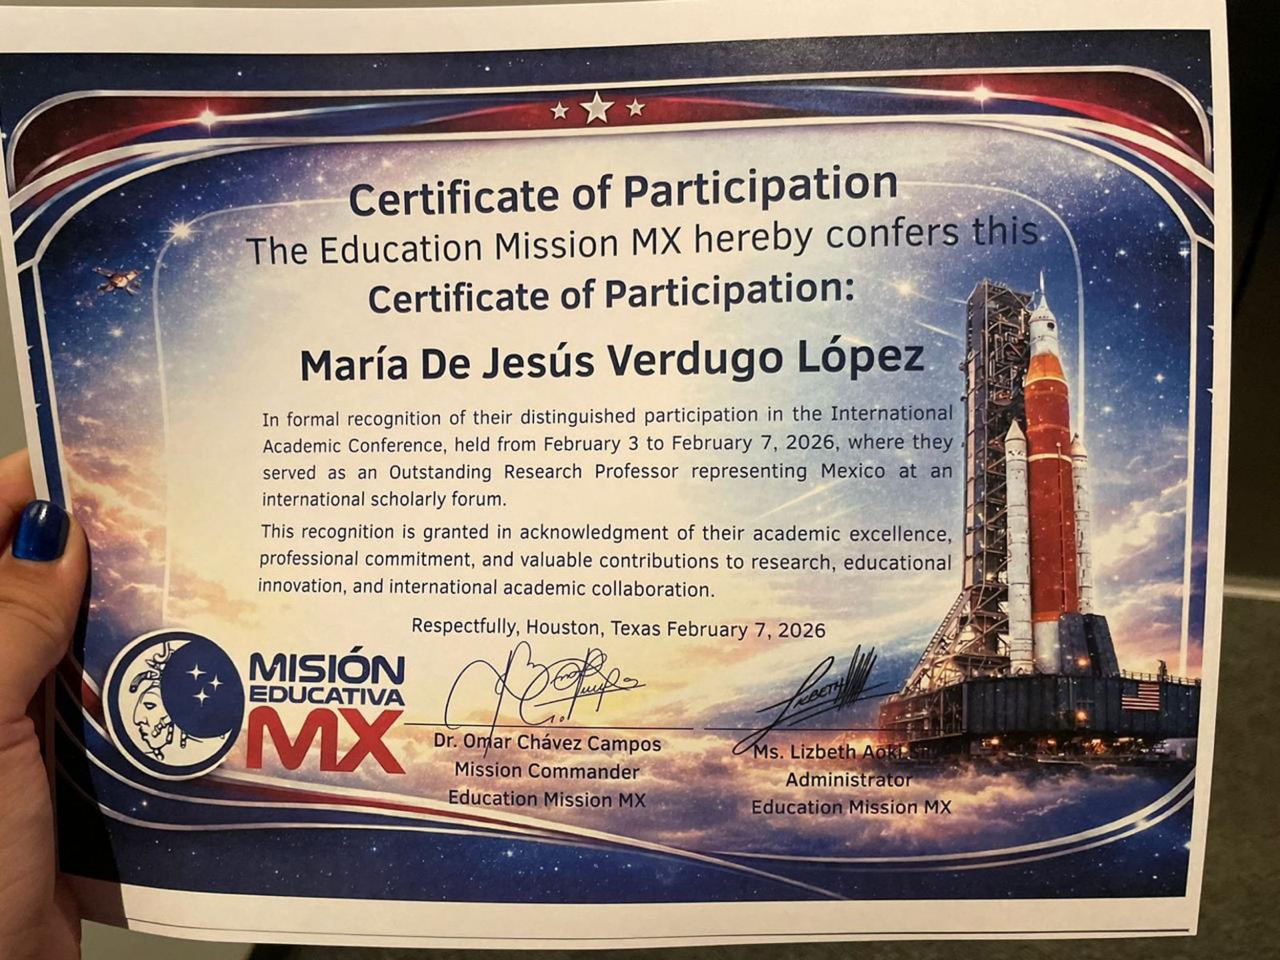 Certificate of Participation
The Education Mission MX hereby confers this
Certificate of Participation:
María De Jesús Verdugo López
In formal recognition of their distinguished participation in the International
Academic Conference, held from February 3 to February 7, 2026, where they
served as an Outstanding Research Professor representing Mexico at an
international scholarly forum.
This recognition is granted in acknowledgment of their academic excellence,
professional commitment, and valuable contributions to research, educational
innovation, and international academic collaboration.
Respectfully, Houston, Texas February 7, 2026
MISIÓN
EDUCATIVA
MX
LIZBETH
Dr. Omar Chávez Campos
Mission Commander
Education Mission MX
Ms. Lizbeth Aoki
Administrator
Education Mission MX